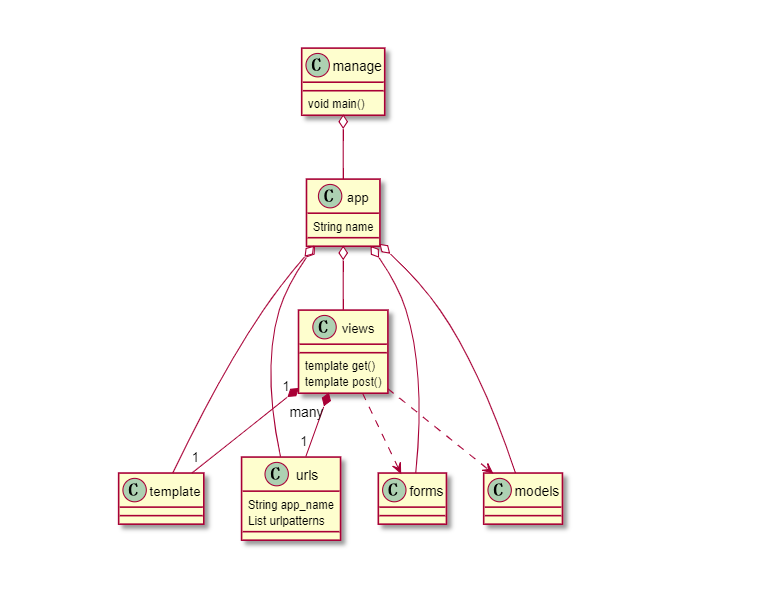 C manage
void main()
C app
String name
C views
template get()
template post()
1
many
1
1
C template
C urls
String app_name
List urlpatterns
C forms
C models